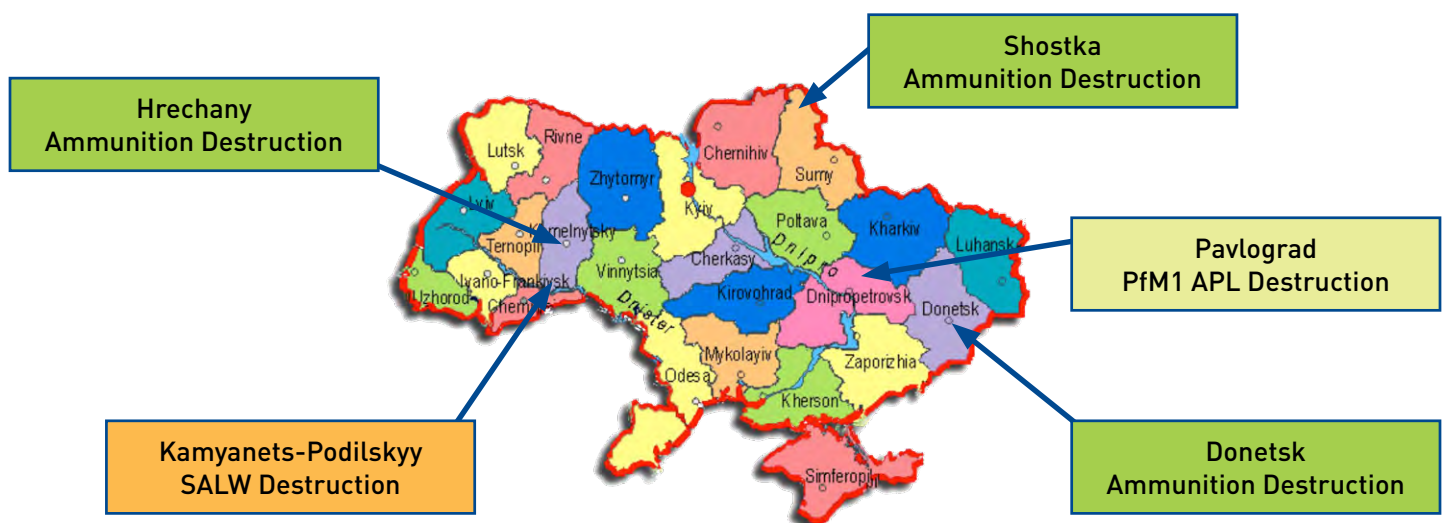 Shostka
Ammunition Destruction
Hrechany
Ammunition Destruction
Pavlograd
PfM1 APL Destruction
Kamyanets-Podilskyy
SALW Destruction
Donetsk
Ammunition Destruction
Lutsk
Rivne
Zhytomyr
Kyiv
Chernihiv
Sumy
Lviv
Ternopil
Khmelnytsky
Vinnytsia
Cherkasy
Poltava
Kharkiv
Luhansk
Uzhorod
Ivano-Frankivsk
Kirovohrad
Dnipropetrovsk
Donetsk
Dnipro
Dnister
Odesa
Mykolayiv
Kherson
Zaporizhia
Simferopil